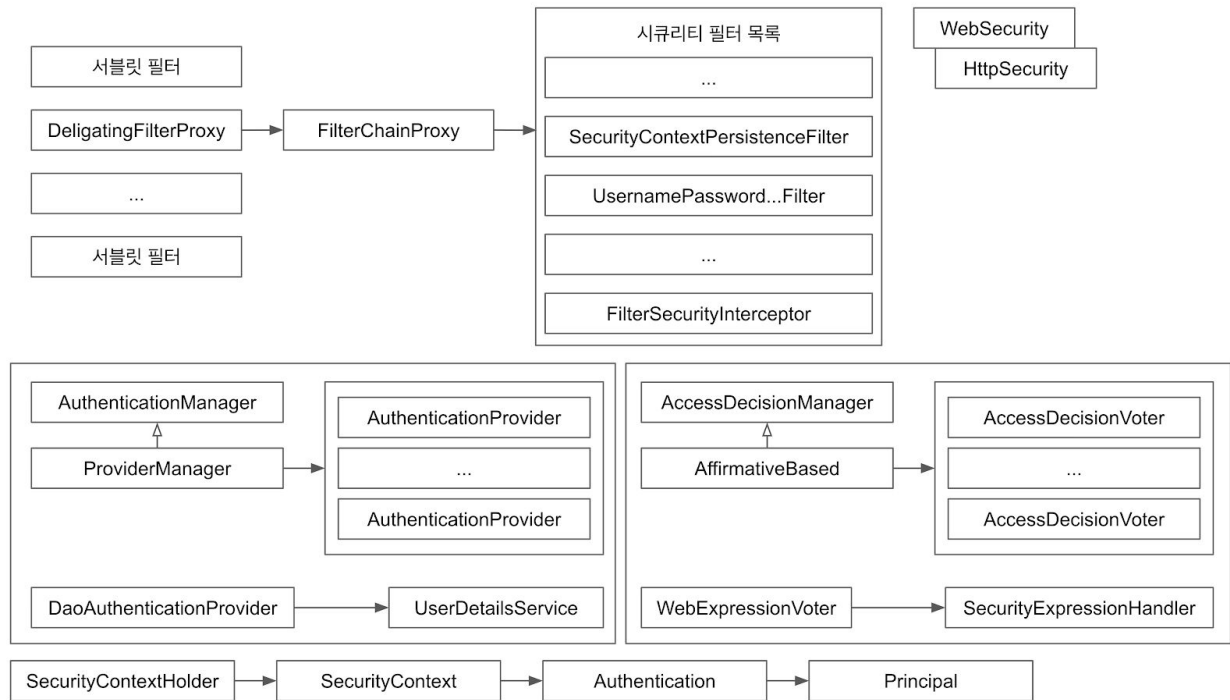 서블릿 필터
DeligatingFilterProxy
...
서블릿 필터
FilterChainProxy
시큐리티 필터 목록
...
SecurityContextPersistenceFilter
UsernamePassword...Filter
...
FilterSecurityInterceptor
WebSecurity
HttpSecurity
AuthenticationManager
ProviderManager
AuthenticationProvider
...
AuthenticationProvider
DaoAuthenticationProvider
UserDetailsService
AccessDecisionManager
AffirmativeBased
AccessDecisionVoter
...
AccessDecisionVoter
WebExpressionVoter
SecurityExpressionHandler
SecurityContextHolder
SecurityContext
Authentication
Principal